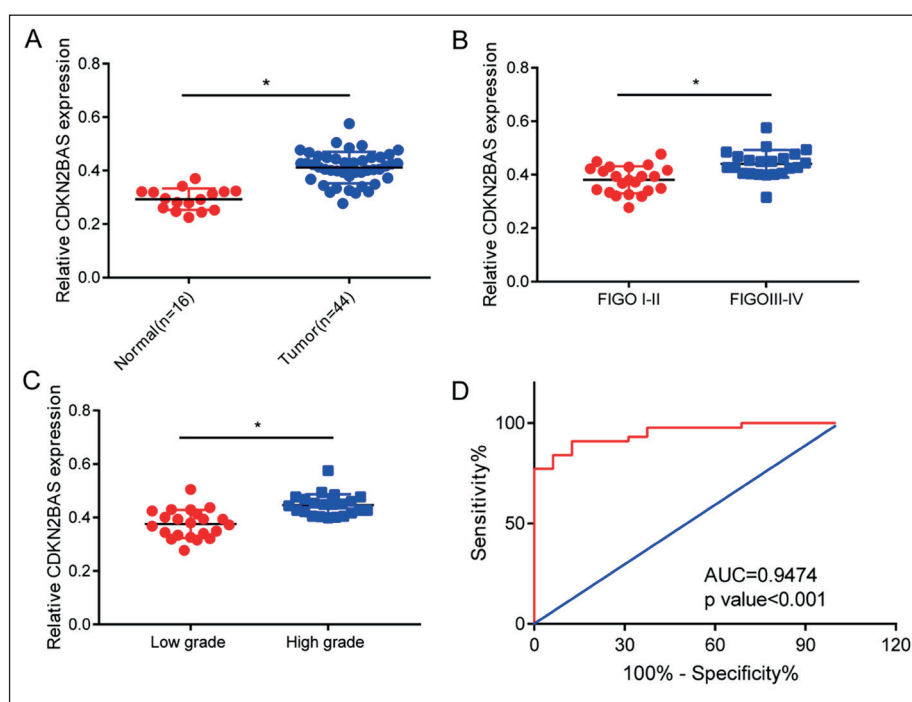 A
Relative CDKN2BAS expression
0.8
0.6
0.4
0.2
0.0
*
Normal(n=16)
Tumor(n=44)
B
Relative CDKN2BAS expression
0.8
0.6
0.4
0.2
0.0
*
FIGO I-II
FIGOIII-IV
C
Relative CDKN2BAS expression
0.8
0.6
0.4
0.2
0.0
*
Low grade
High grade
D
Sensitivity%
100
50
0
AUC=0.9474
p value<0.001
0
30
60
90
120
100% - Specificity%